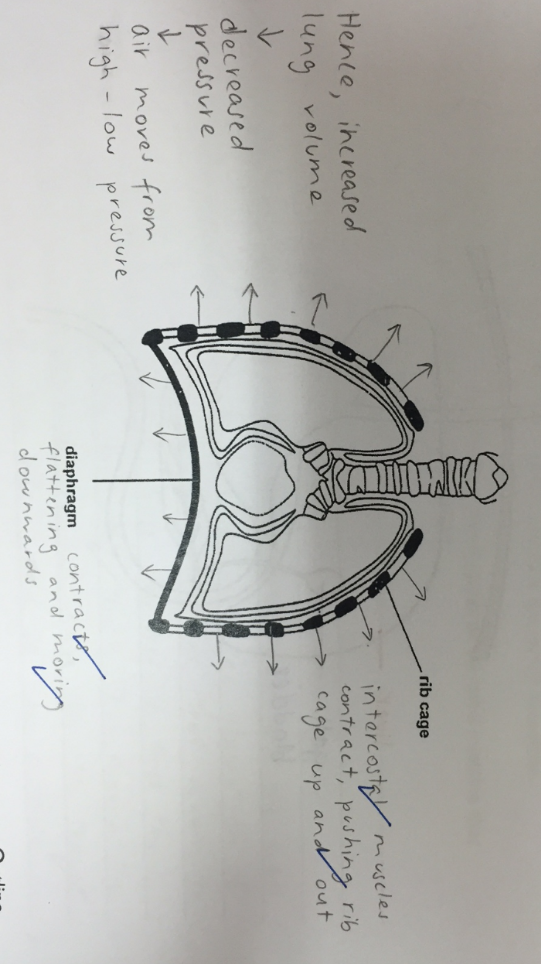 Hence, increased
lung volume
↓
decreased
pressure
↓
air moves from
high - low pressure
rib cage
intercostal muscles
contract, pushing rib
cage up and out
diaphragm contracts,
flattening and moving
downwards